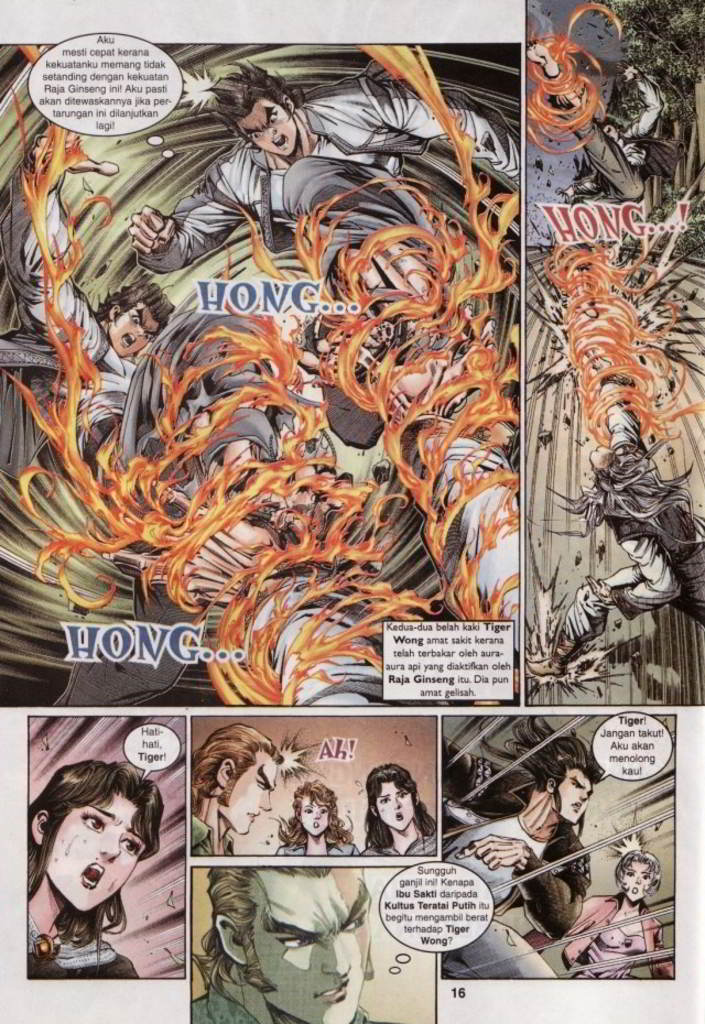 Aku
mesti cepat kerana
kekuatanku memang tidak
setanding dengan kekuatan
Raja Ginseng ini! Aku pasti
akan ditewaskannya jika per-
tarungan ini dilanjutkan
lagi!
HONG...!
HONG...
HONG...
Kedua-dua belah kaki Tiger
Wong amat sakit kerana
telah terbakar oleh aura-
aura api yang diaktifkan oleh
Raja Ginseng itu. Dia pun
amat gelisah.
Hati-
hati,
Tiger!
AH!
Tiger!
Jangan takut!
Aku akan
menolong
kau!
Sungguh
ganjil ini! Kenapa
Ibu Sakti daripada
Kultus Teratai Putih itu
begitu mengambil berat
terhadap Tiger
Wong?
16